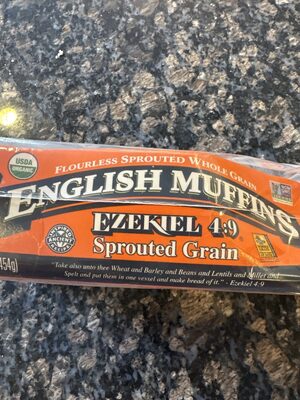 USDA
ORGANIC
FLOURLESS SPROUTED WHOLE GRAIN
ENGLISH MUFFINS
EZEKIEL 4:9
Sprouted Grain
454g)
"Take also unto thee Wheat and Barley and Beans and Lentils and Millet and
Spelt and put them in one vessel and make bread of it." - Ezekiel 4:9